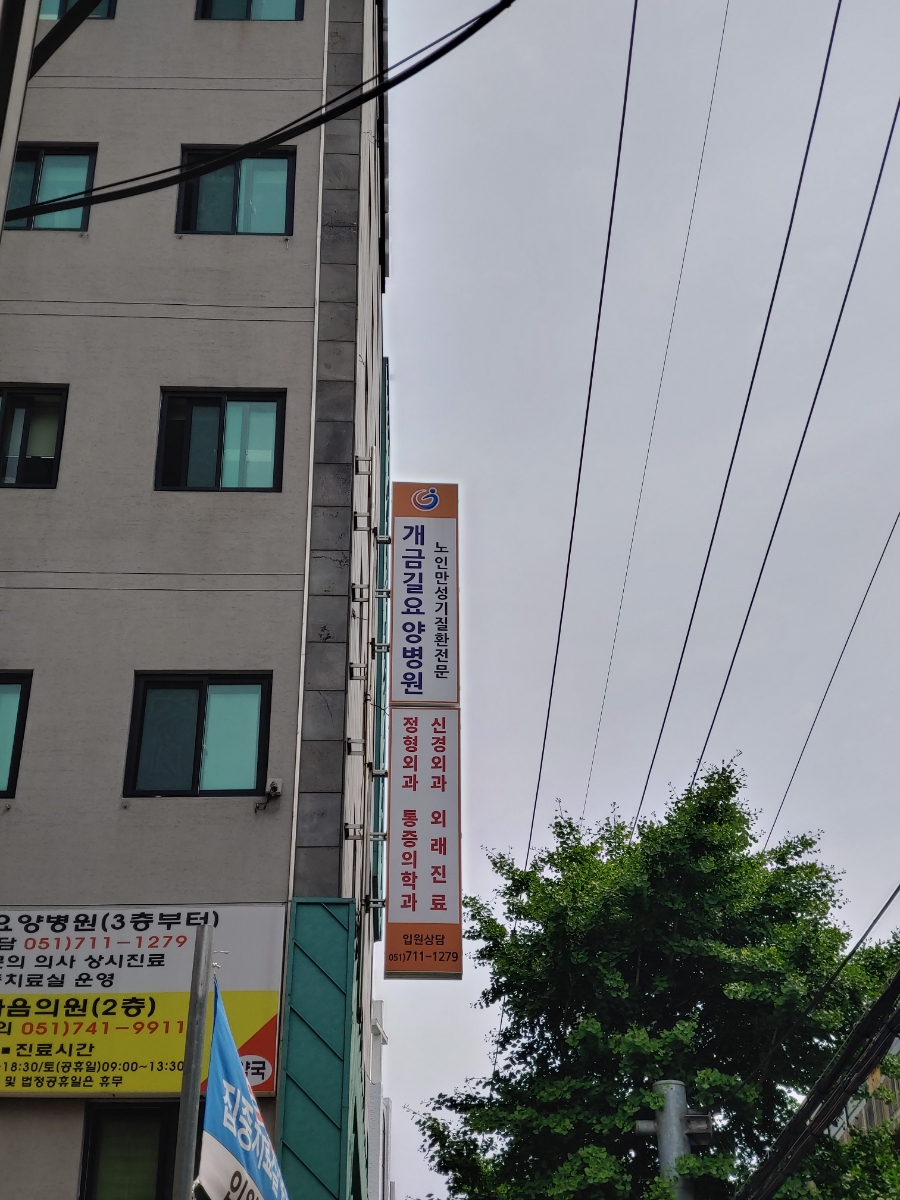 개금길요양병원
노인만성기질환전문
신경외과 외래진료
정형외과 통증의학과
입원상담
051)711-1279
요양병원(3층부터)
051)711-1279
의사 상시진료
치료실 운영
음의원(2층)
051)741-9911
■진료시간
18:30/토(공휴일)09:00~13:30
및 법정공휴일은 휴무